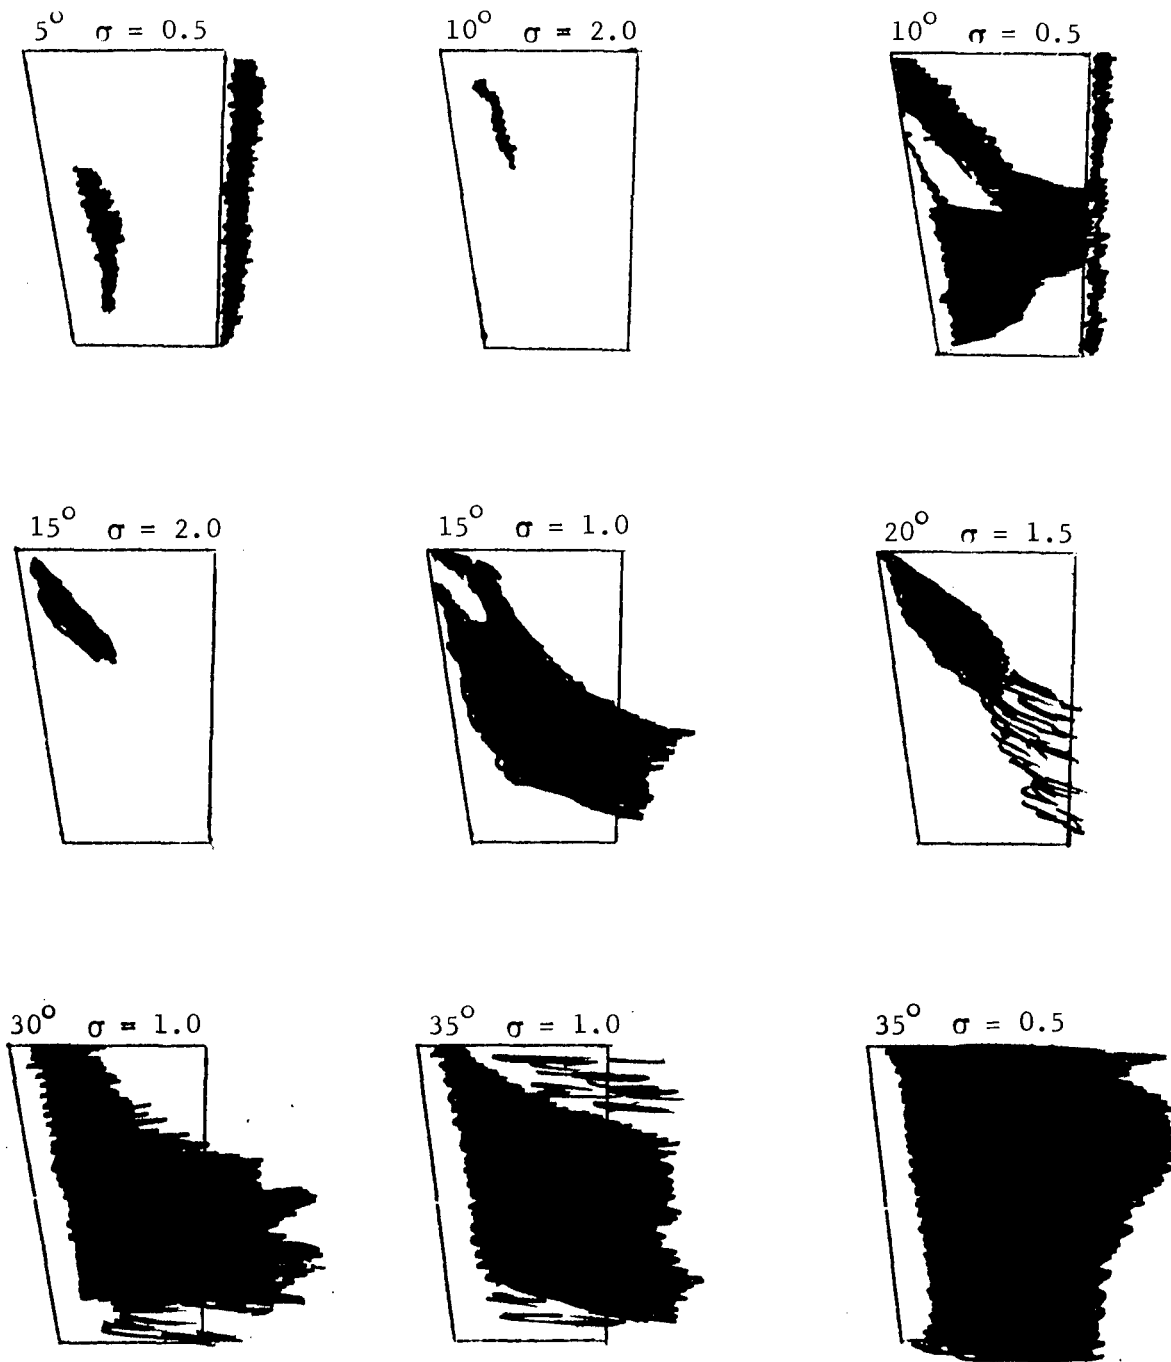 5° σ = 0.5
10° σ = 2.0
10° σ = 0.5
15° σ = 2.0
15° σ = 1.0
20° σ = 1.5
30° σ = 1.0
35° σ = 1.0
35° σ = 0.5